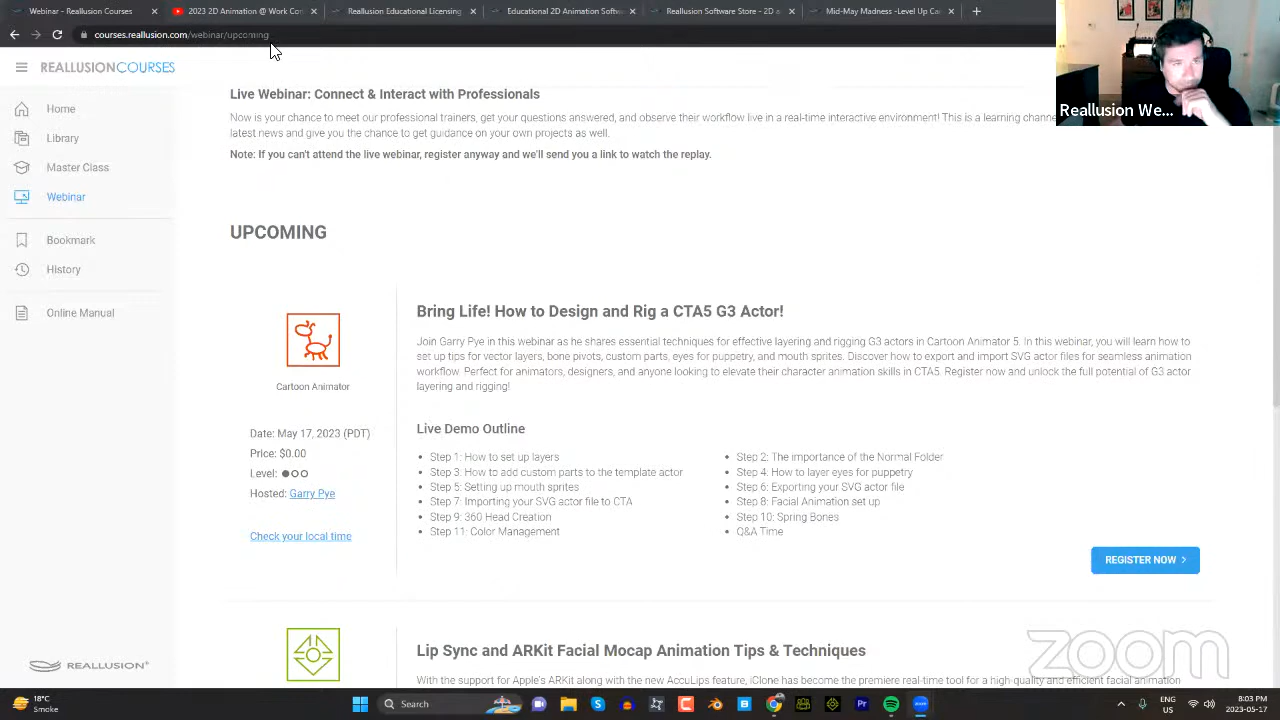 Reallusion Courses
2023 2D Animation @ Work Con
Reallusion Educational Licensing
Educational 2D Animation Softw
Reallusion Software Store - 2D a
Mid-May Madness -Level Up Ca
courses.reallusion.com/webinar/upcoming
Reallusion We...
REALLUSIONCOURSES
Home
Library
Master Class
Webinar
Bookmark
History
Online Manual
REALLUSION
Live Webinar: Connect & Interact with Professionals
Now is your chance to meet our professional trainers, get your questions answered, and observe their workflow live in a real-time interactive environment! This is a learning channel
latest news and give you the chance to get guidance on your own projects as well.
Note: If you can't attend the live webinar, register anyway and we'll send you a link to watch the replay.
UPCOMING
Cartoon Animator
Date: May 17, 2023 (PDT)
Price: $0.00
Level:
Hosted: Garry Pye
Check your local time
Bring Life! How to Design and Rig a CTA5 G3 Actor!
Join Garry Pye in this webinar as he shares essential techniques for effective layering and rigging G3 actors in Cartoon Animator 5. In this webinar, you will learn how to
set up tips for vector layers, bone pivots, custom parts, eyes for puppetry, and mouth sprites. Discover how to export and import SVG actor files for seamless animation
workflow. Perfect for animators, designers, and anyone looking to elevate their character animation skills in CTA5. Register now and unlock the full potential of G3 actor
layering and rigging!
Live Demo Outline
Step 1: How to set up layers
Step 2: The importance of the Normal Folder
Step 3: How to add custom parts to the template actor
Step 4: How to layer eyes for puppetry
Step 5: Setting up mouth sprites
Step 6: Exporting your SVG actor file
Step 7: Importing your SVG actor file to CTA
Step 8: Facial Animation set up
Step 9: 360 Head Creation
Step 10: Spring Bones
Step 11: Color Management
Q&A Time
REGISTER NOW
Lip Sync and ARKit Facial Mocap Animation Tips & Techniques
With the support for Apple's ARKit along with the new AccuLips feature, iClone has become the premiere real-time tool for a high-quality and efficient facial animation
zoom
18°C
Smoke
Search
8:03 PM
2023-05-17